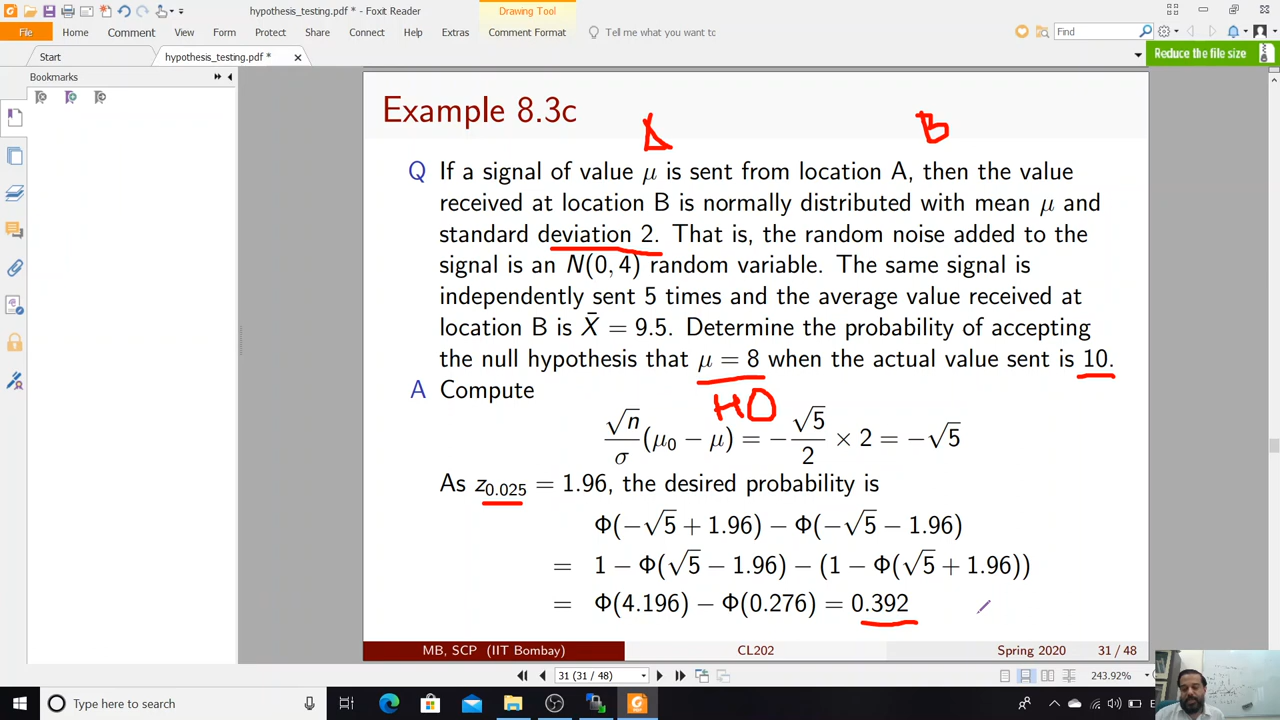 hypothesis_testing.pdf * - Foxit Reader
Drawing Tool
File Home Comment View Form Protect Share Connect Help Extras Comment Format Tell me what you want to Find
Start hypothesis_testing.pdf * Reduce the file size
Bookmarks
Example 8.3c
A B
Q If a signal of value μ is sent from location A, then the value
received at location B is normally distributed with mean μ and
standard deviation 2. That is, the random noise added to the
signal is an N(0, 4) random variable. The same signal is
independently sent 5 times and the average value received at
location B is X̄ = 9.5. Determine the probability of accepting
the null hypothesis that μ = 8 when the actual value sent is 10.
A Compute
H0
√n/σ (μ₀ − μ) = − √5/2 × 2 = −√5
As z₀.₀₂₅ = 1.96, the desired probability is
Φ(−√5 + 1.96) − Φ(−√5 − 1.96)
= 1 − Φ(√5 − 1.96) − (1 − Φ(√5 + 1.96))
= Φ(4.196) − Φ(0.276) = 0.392
MB, SCP (IIT Bombay) CL202 Spring 2020 31 / 48
31 (31 / 48) 243.92%
Type here to search